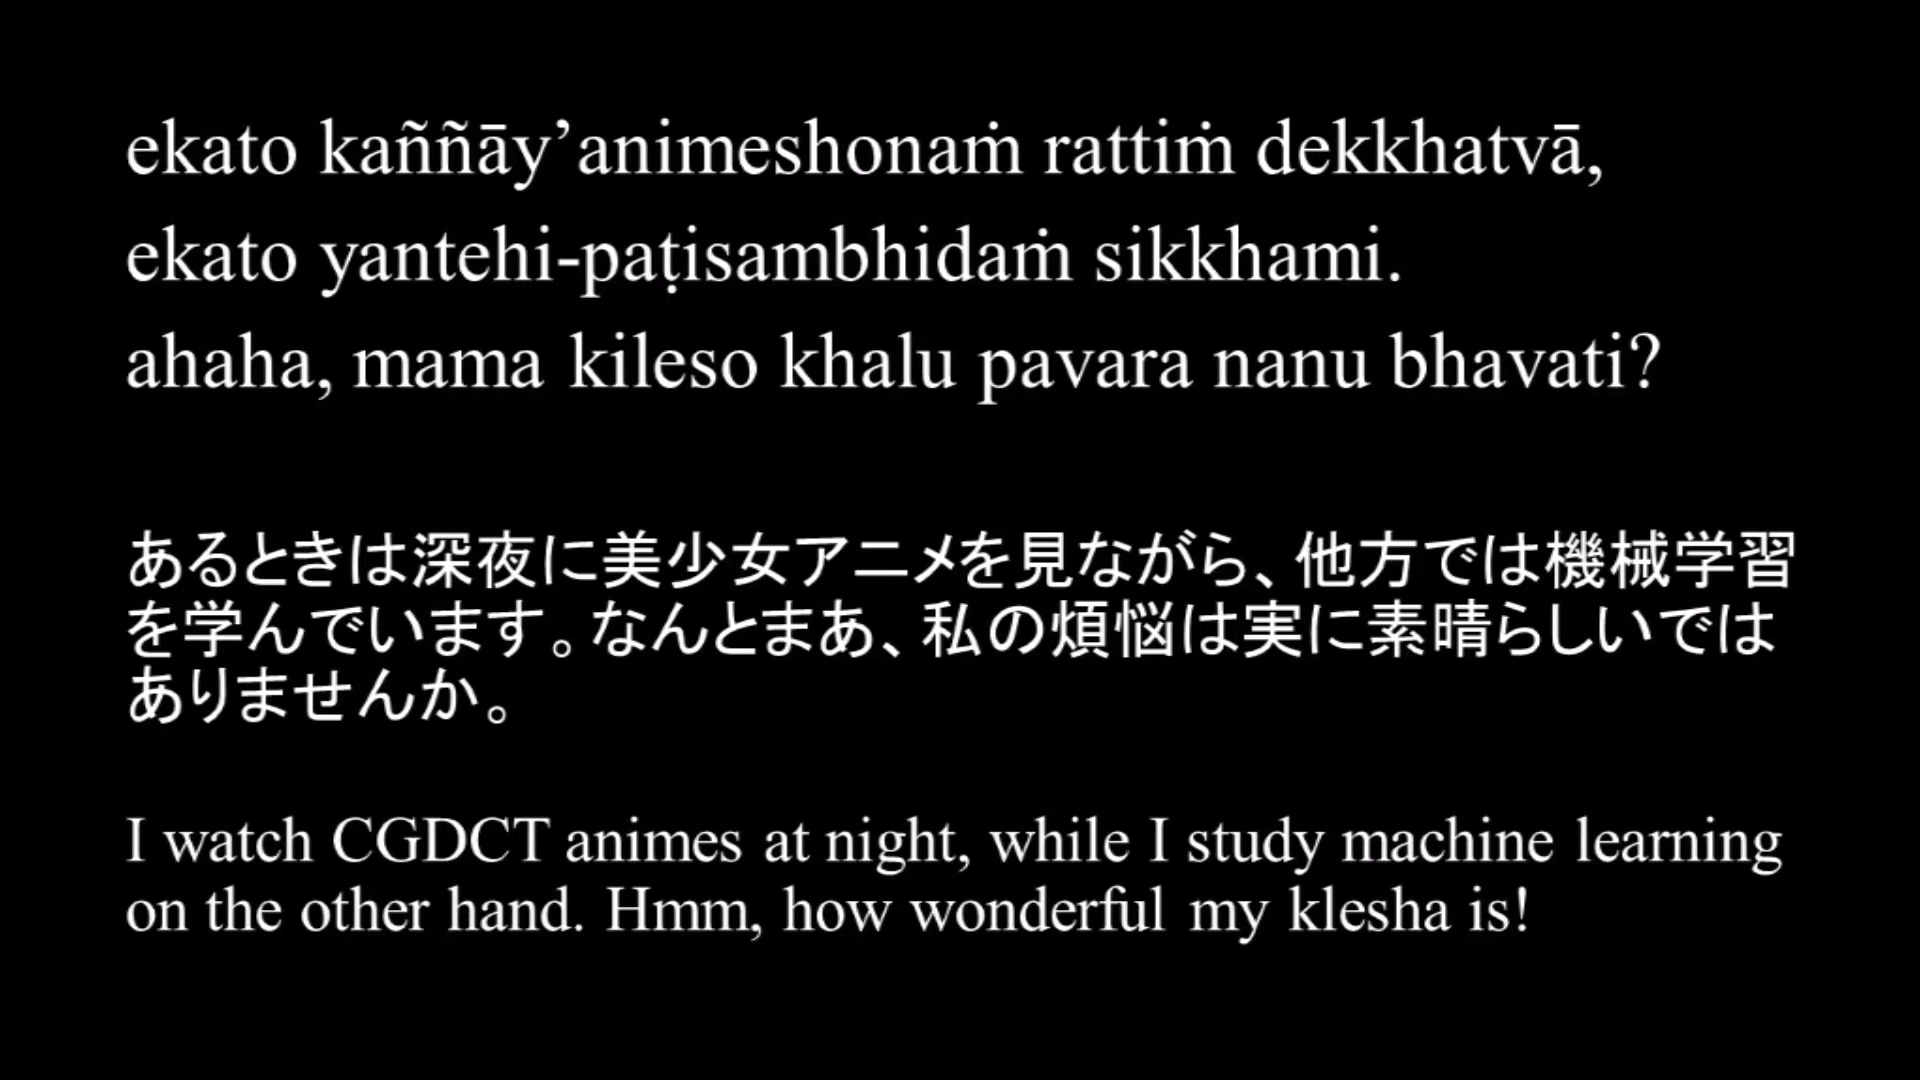 ekato kaññāy’animeshonaṁ rattiṁ dekkhatvā,
ekato yantehi-paṭisambhidaṁ sikkhami.
ahaha, mama kileso khalu pavara nanu bhavati?
あるときは深夜に美少女アニメを見ながら、他方では機械学習
を学んでいます。なんとまあ、私の煩悩は実に素晴らしいでは
ありませんか。
I watch CGDCT animes at night, while I study machine learning
on the other hand. Hmm, how wonderful my klesha is!